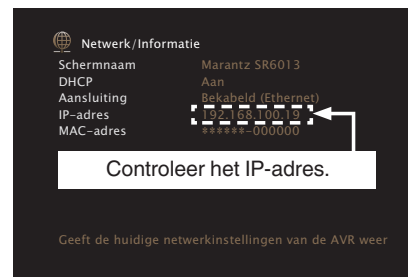 Netwerk/Informatie
Schermnaam Marantz SR6013
DHCP Aan
Aansluiting Bekabeld (Ethernet)
IP-adres 192.168.100.19
MAC-adres ******-000000
Controleer het IP-adres.
Geeft de huidige netwerkinstellingen van de AVR weer